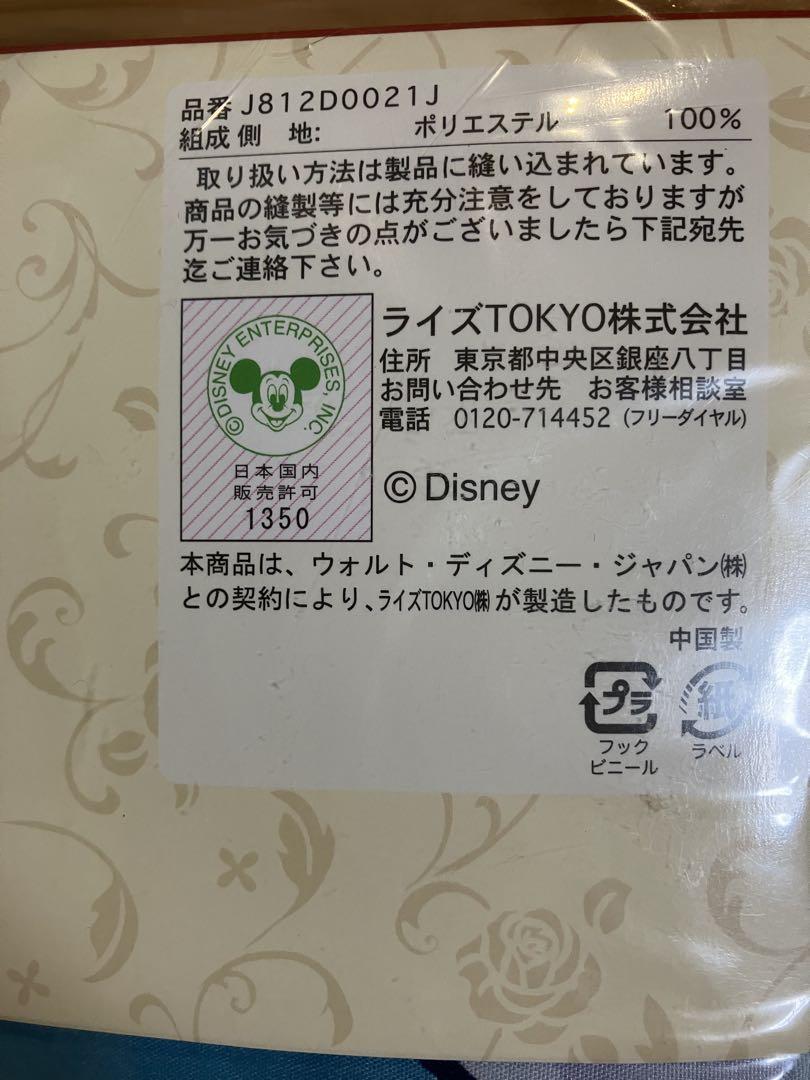 品番 J812D0021J
組成 側 地: ポリエステル 100%
取り扱い方法は製品に縫い込まれています。
商品の縫製等には充分注意をしておりますが
万一お気づきの点がございましたら下記宛先
迄ご連絡下さい。
©DISNEY ENTERPRISES, INC.
日本国内
販売許可
1350
ライズTOKYO株式会社
住所 東京都中央区銀座八丁目
お問い合わせ先 お客様相談室
電話 0120-714452 (フリーダイヤル)
© Disney
本商品は、ウォルト・ディズニー・ジャパン㈱
との契約により、ライズTOKYO㈱が製造したものです。
中国製
プラ
フック
ビニール
紙
ラベル